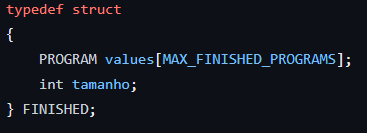 typedef struct
{
    PROGRAM values[MAX_FINISHED_PROGRAMS];
    int tamanho;
} FINISHED;